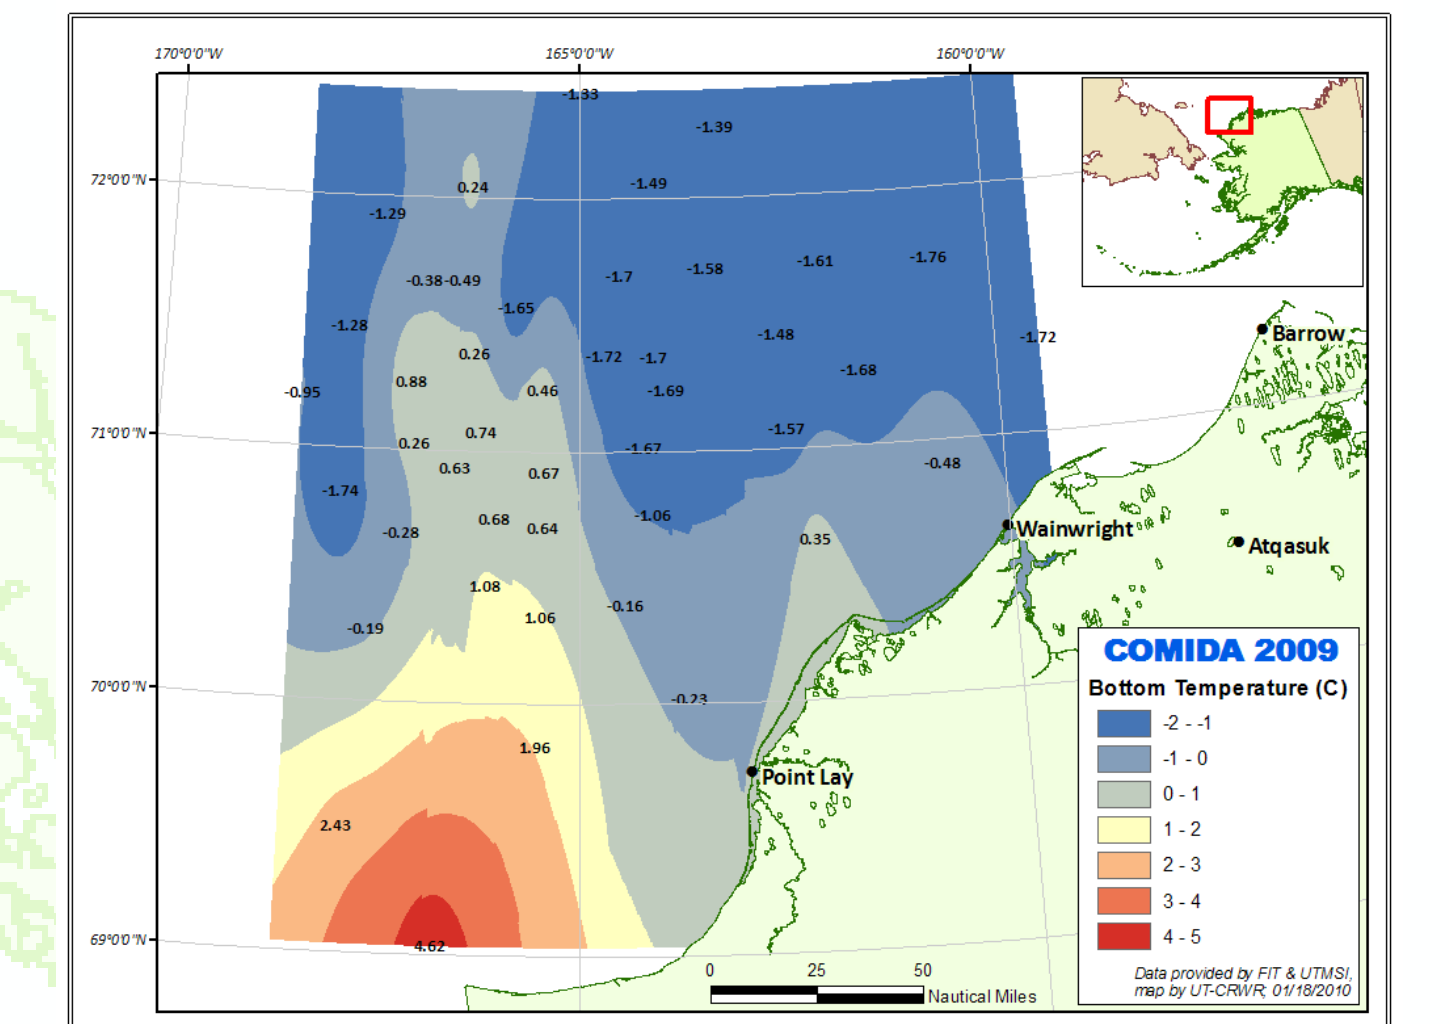 170°0'0"W 165°0'0"W 160°0'0"W
-1.33
-1.39
72°0'0"N
0.24 -1.49
-1.29
-0.38 -0.49 -1.7 -1.58 -1.61 -1.76
-1.65
-1.28 -1.48 -1.72 Barrow
0.26 -1.72 -1.7 -1.68
-0.95 0.88 0.46 -1.69
71°0'0"N 0.26 0.74 -1.67 -1.57
0.63 0.67 -0.48
-1.74
-0.28 0.68 0.64 -1.06 0.35 Wainwright Atqasuk
1.08
-0.19 1.06 -0.16
COMIDA 2009
70°0'0"N -0.23 Bottom Temperature (C)
-2 - -1
1.96 -1 - 0
Point Lay 0 - 1
2.43 1 - 2
2 - 3
3 - 4
69°0'0"N 4.62 4 - 5
0 25 50
Nautical Miles
Data provided by FIT & UTMSI,
map by UT-CRWR; 01/18/2010